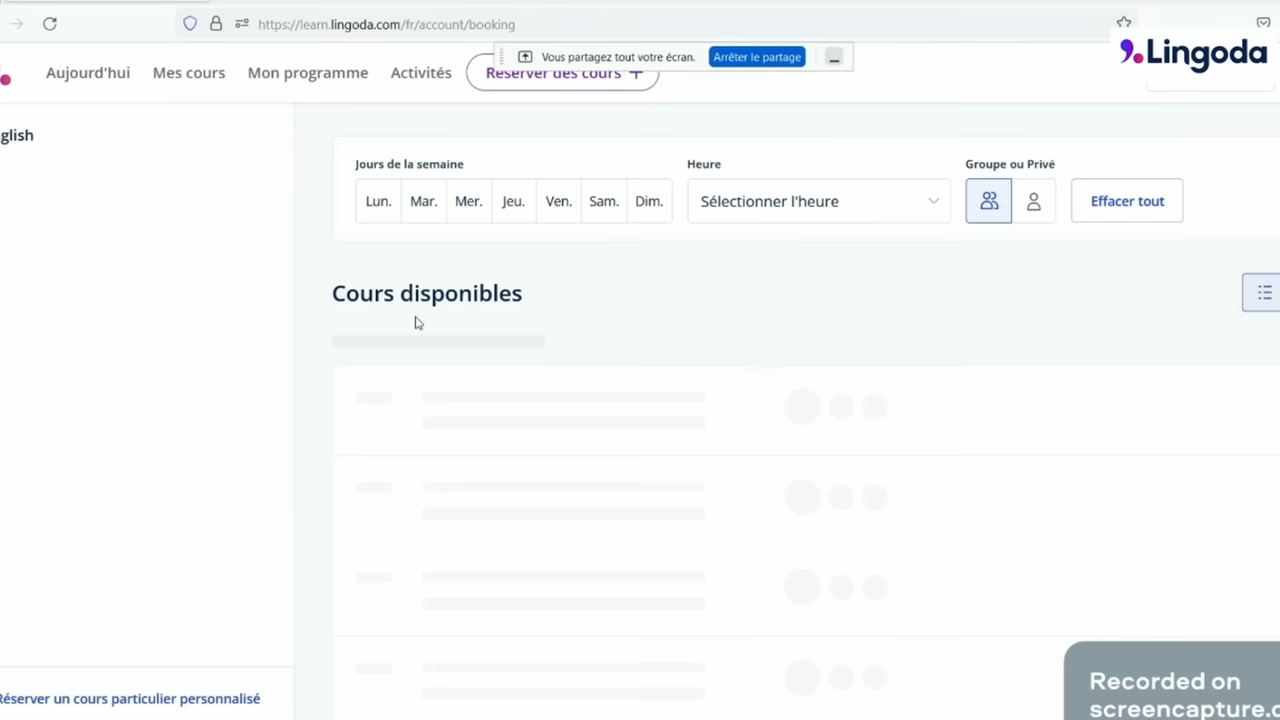 https://learn.lingoda.com/fr/account/booking
Vous partagez tout votre écran.
Arrêter le partage
Lingoda
Aujourd'hui
Mes cours
Mon programme
Activités
Réserver des cours +
glish
Jours de la semaine
Heure
Groupe ou Privé
Lun.
Mar.
Mer.
Jeu.
Ven.
Sam.
Dim.
Sélectionner l'heure
Effacer tout
Cours disponibles
Réserver un cours particulier personnalisé
Recorded on
screencapture.c